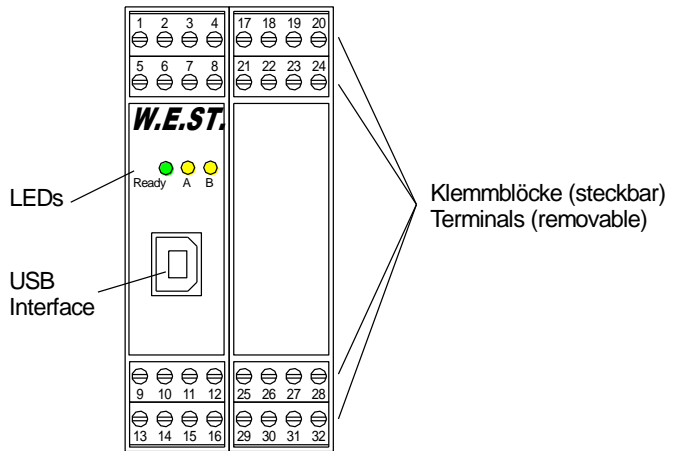 1 2 3 4 17 18 19 20
5 6 7 8 21 22 23 24
W.E.ST.
Ready A B
LEDs
USB
Interface
Klemmblöcke (steckbar)
Terminals (removable)
9 10 11 12 25 26 27 28
13 14 15 16 29 30 31 32